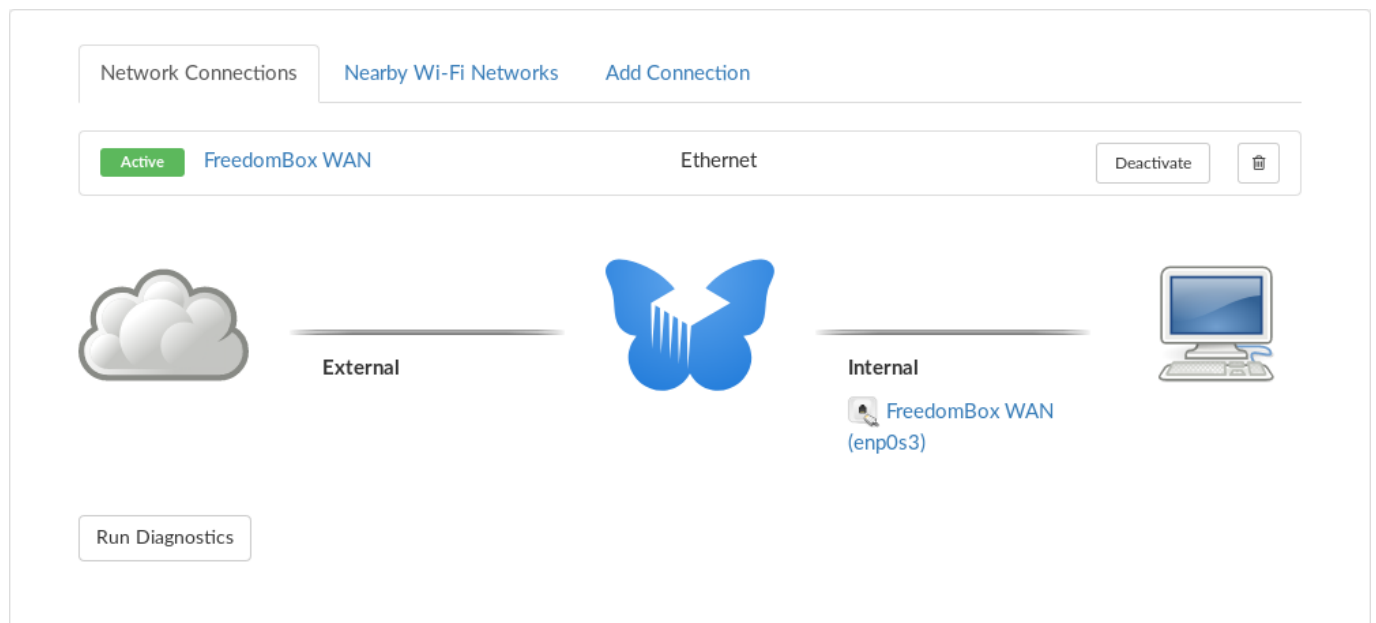 Network Connections Nearby Wi-Fi Networks Add Connection
Active FreedomBox WAN Ethernet Deactivate
External Internal
FreedomBox WAN
(enp0s3)
Run Diagnostics